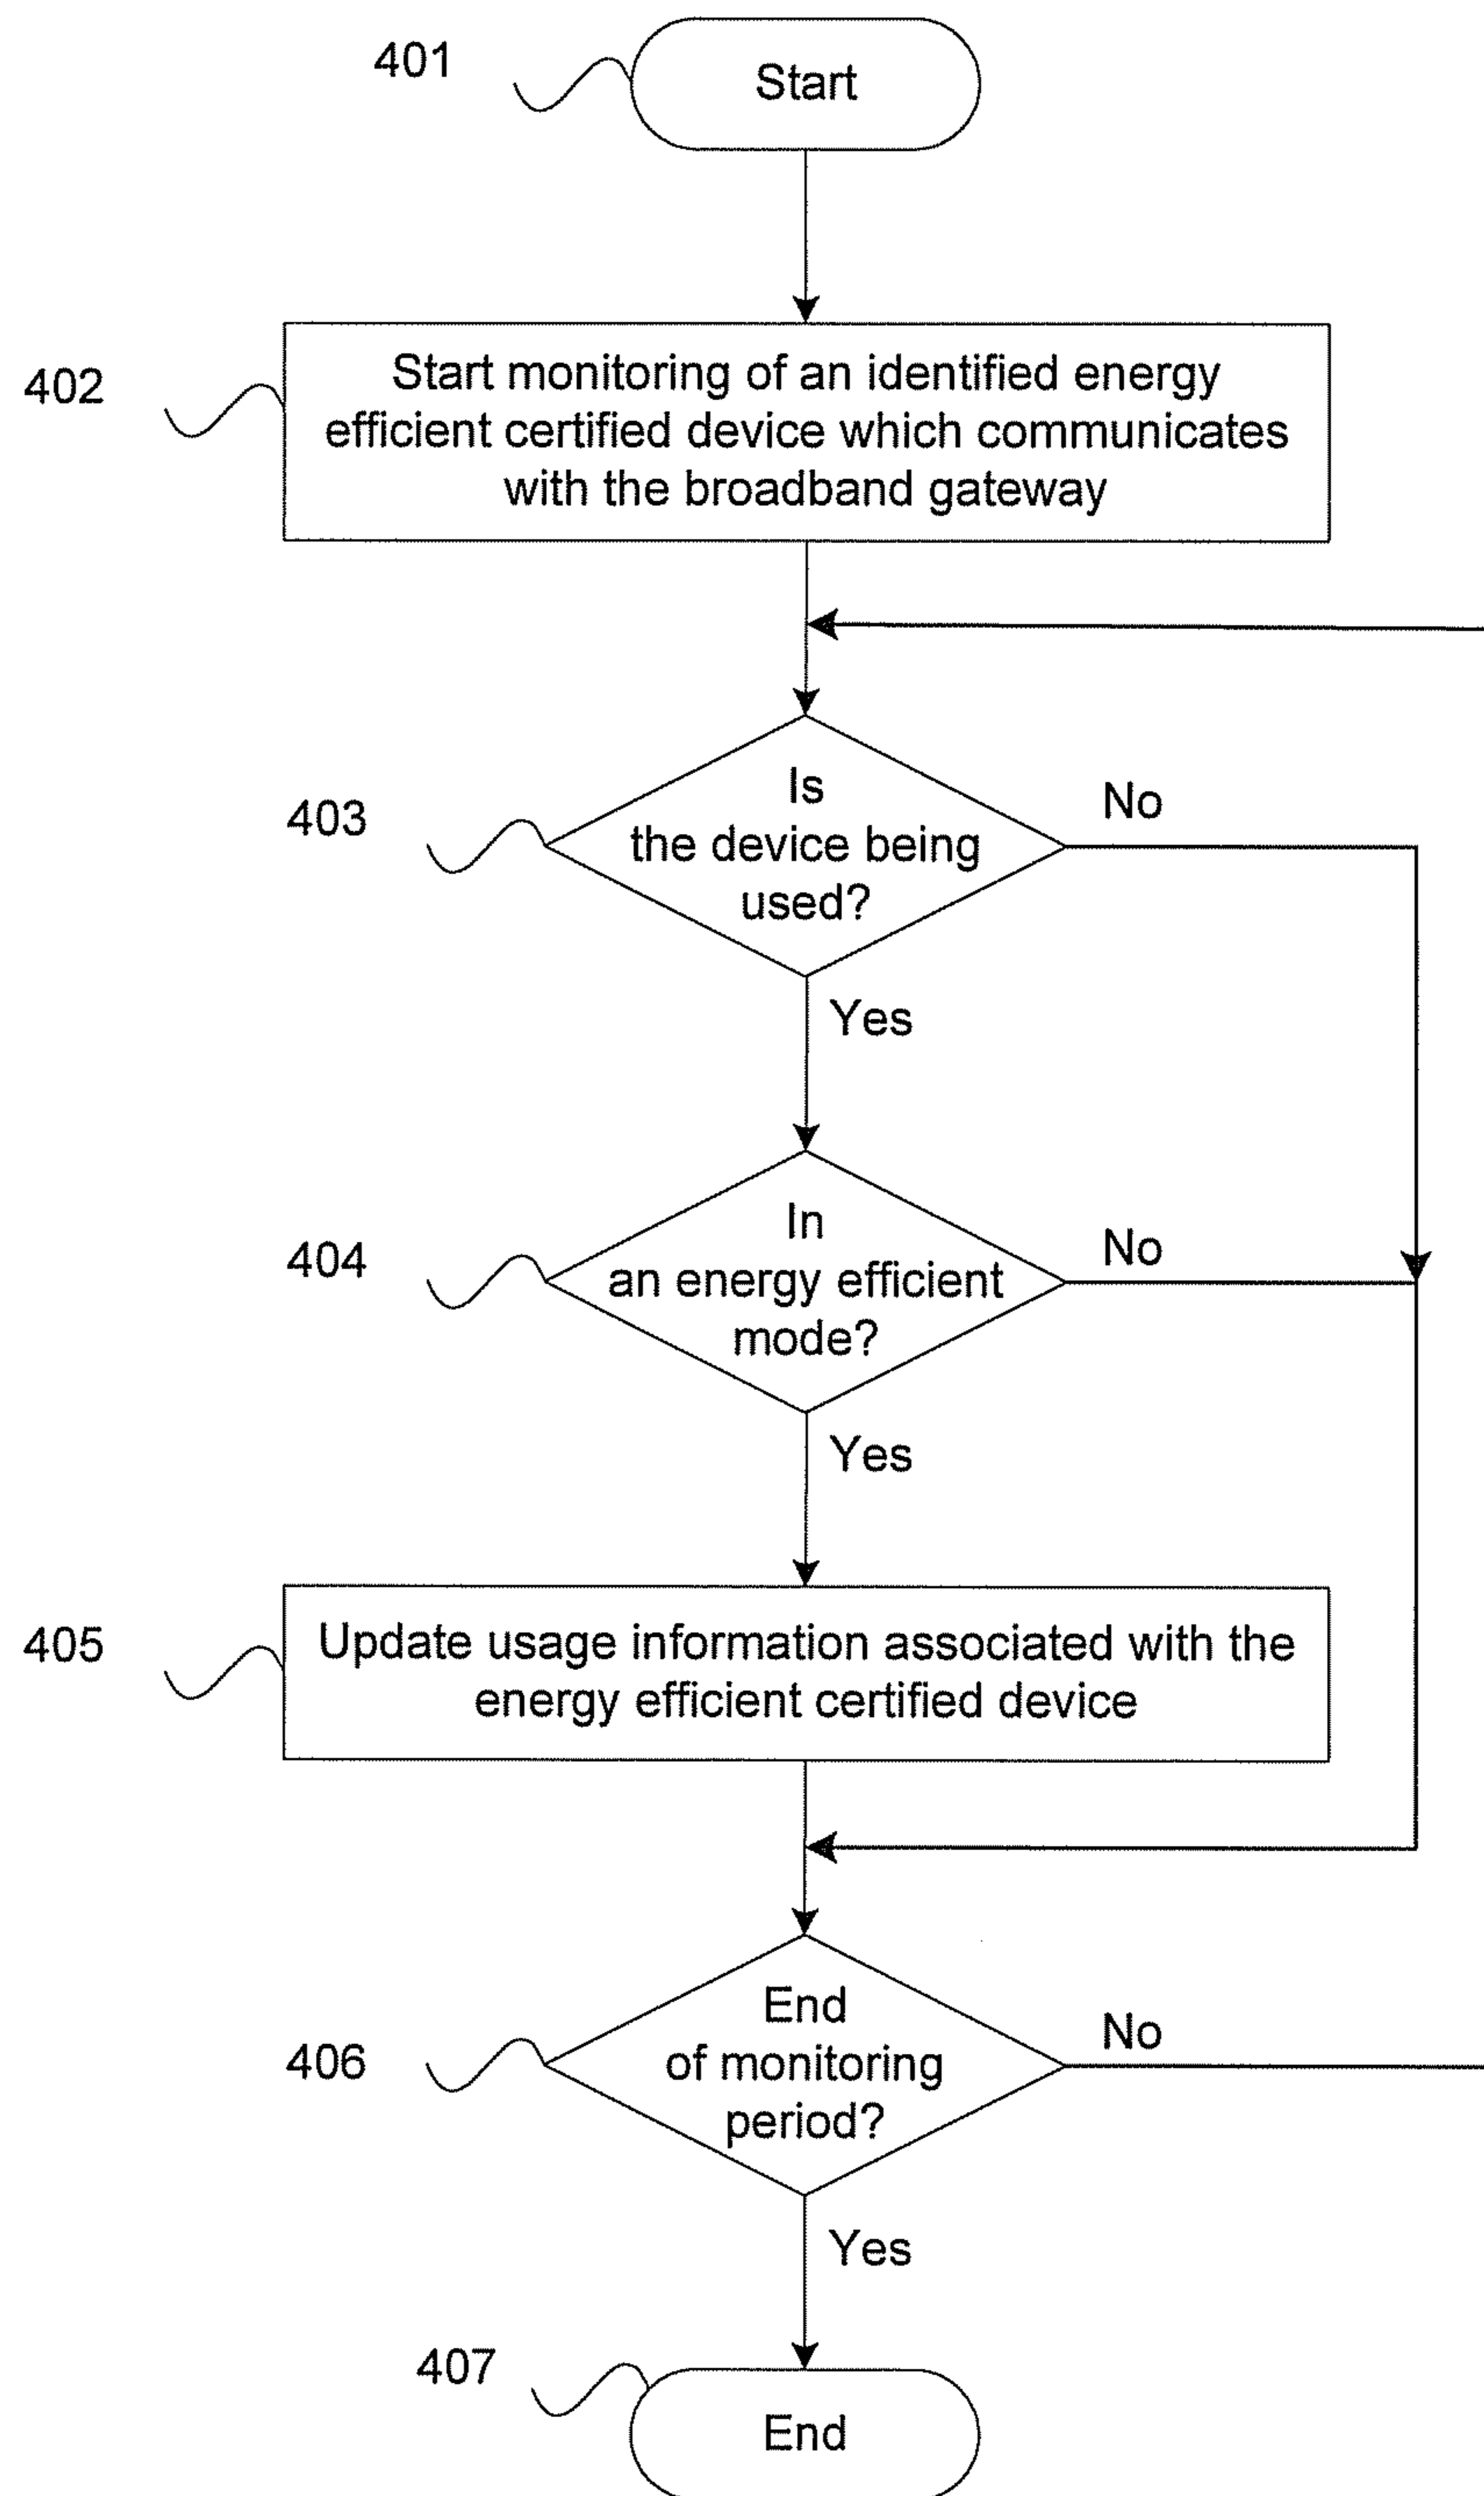 401
Start
402
Start monitoring of an identified energy
efficient certified device which communicates
with the broadband gateway
403
Is
the device being
used?
No
Yes
404
In
an energy efficient
mode?
No
Yes
405
Update usage information associated with the
energy efficient certified device
406
End
of monitoring
period?
No
Yes
407
End